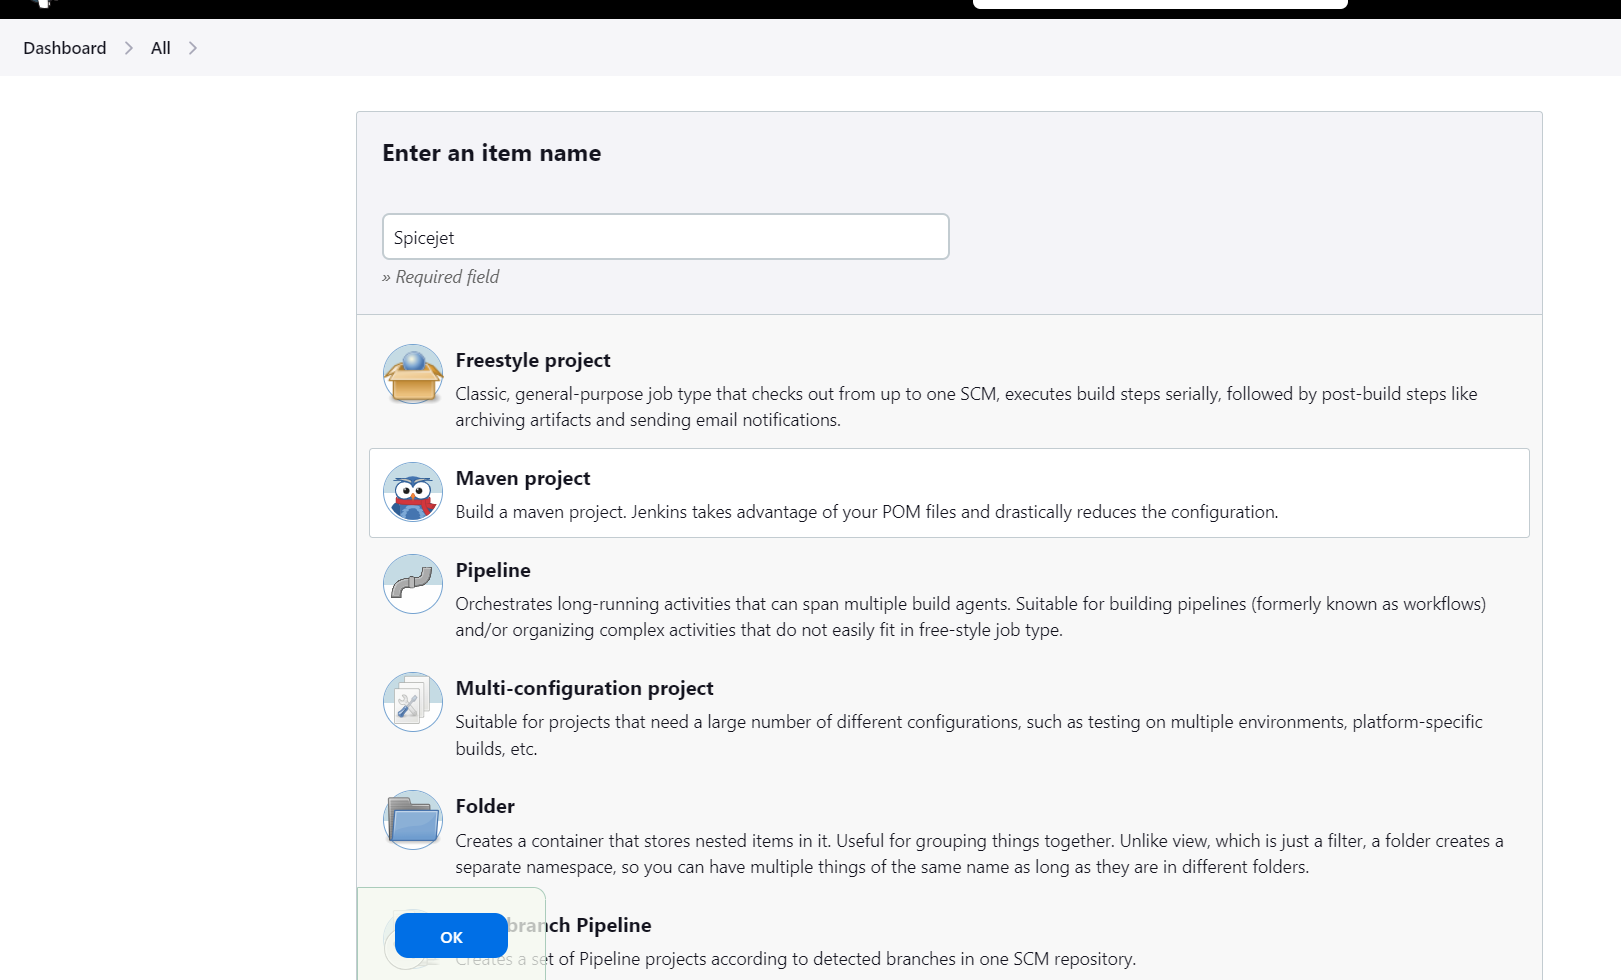 Dashboard > All >
Enter an item name
Spicejet
» Required field
Freestyle project
Classic, general-purpose job type that checks out from up to one SCM, executes build steps serially, followed by post-build steps like
archiving artifacts and sending email notifications.
Maven project
Build a maven project. Jenkins takes advantage of your POM files and drastically reduces the configuration.
Pipeline
Orchestrates long-running activities that can span multiple build agents. Suitable for building pipelines (formerly known as workflows)
and/or organizing complex activities that do not easily fit in free-style job type.
Multi-configuration project
Suitable for projects that need a large number of different configurations, such as testing on multiple environments, platform-specific
builds, etc.
Folder
Creates a container that stores nested items in it. Useful for grouping things together. Unlike view, which is just a filter, a folder creates a
separate namespace, so you can have multiple things of the same name as long as they are in different folders.
branch Pipeline
OK
Creates a set of Pipeline projects according to detected branches in one SCM repository.